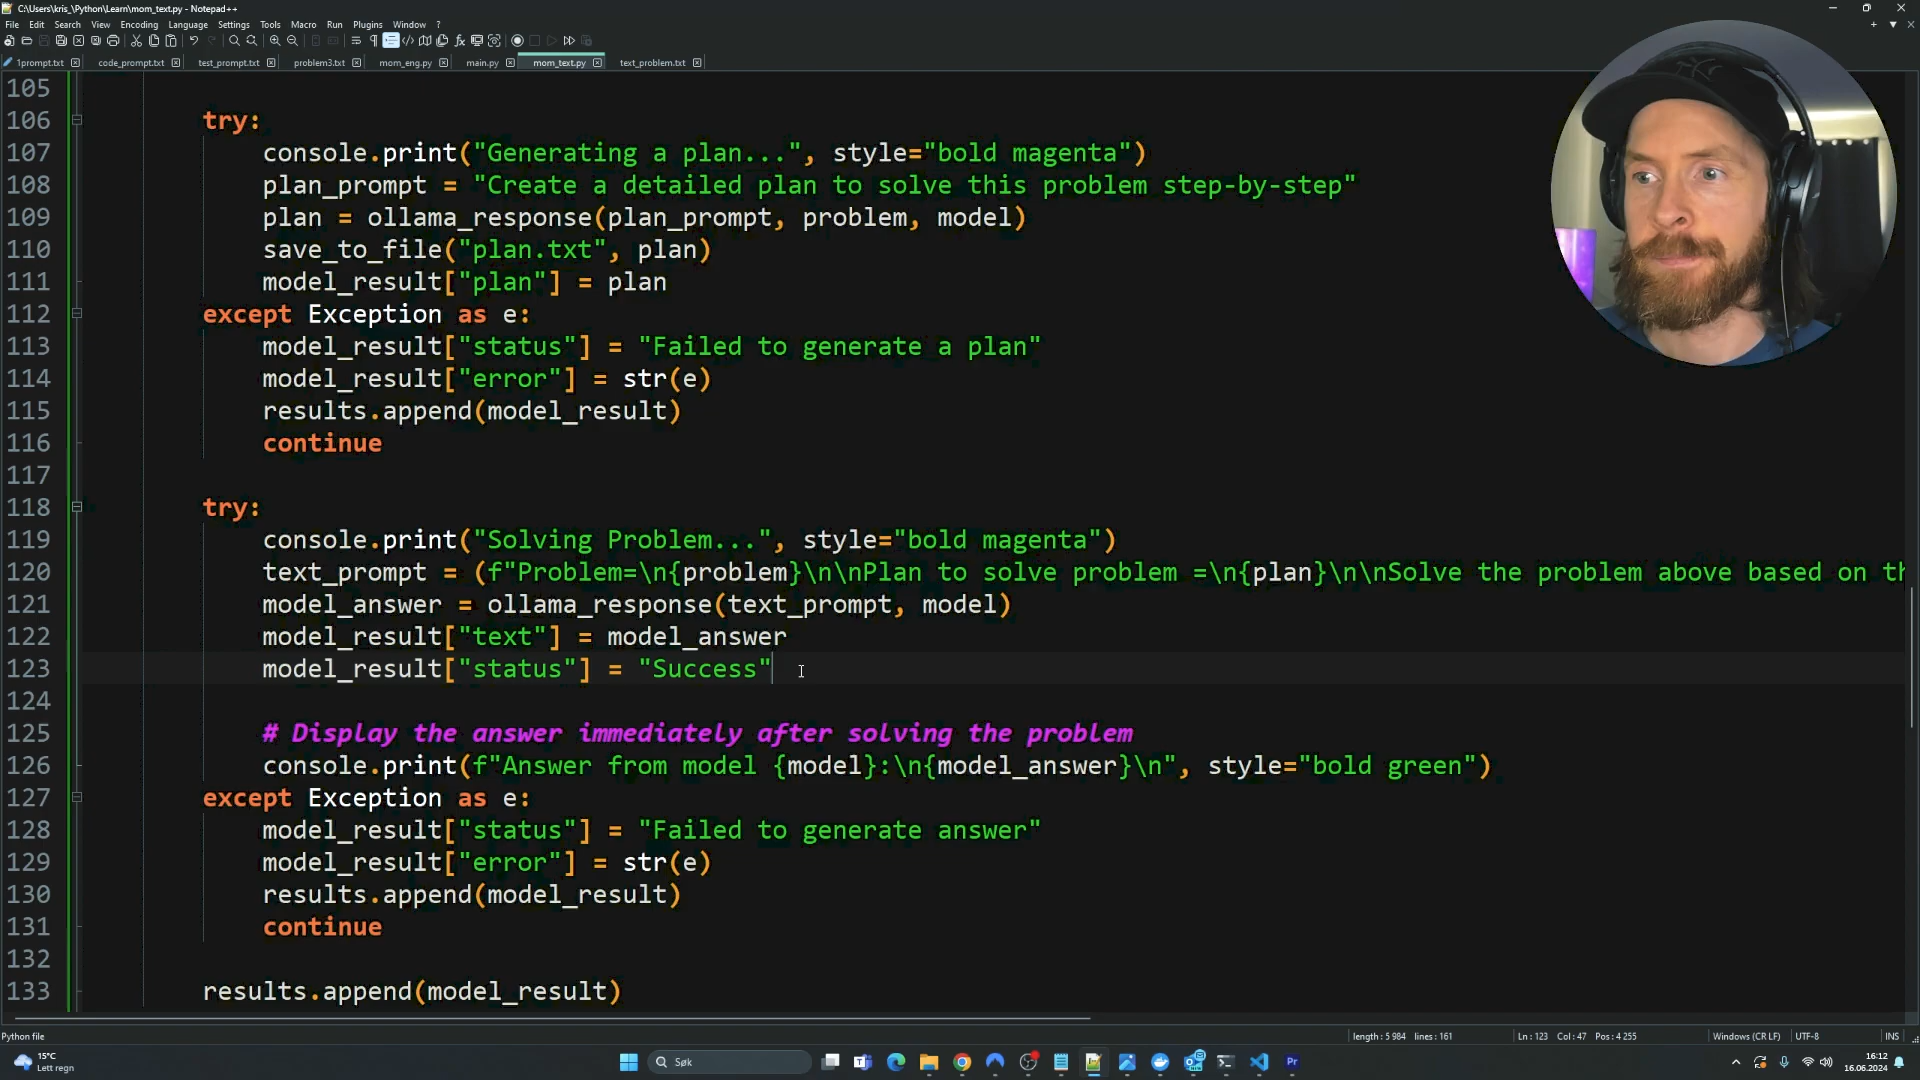 C:\Users\kris_\Python\Learn\mom_text.py - Notepad++
File Edit Search View Encoding Language Settings Tools Macro Run Plugins Window ?
1prompt.txt code_prompt.txt test_prompt.txt problem3.txt mom_eng.py main.py mom_text.py text_problem.txt
105
106 try:
107 console.print("Generating a plan...", style="bold magenta")
108 plan_prompt = "Create a detailed plan to solve this problem step-by-step"
109 plan = ollama_response(plan_prompt, problem, model)
110 save_to_file("plan.txt", plan)
111 model_result["plan"] = plan
112 except Exception as e:
113 model_result["status"] = "Failed to generate a plan"
114 model_result["error"] = str(e)
115 results.append(model_result)
116 continue
117
118 try:
119 console.print("Solving Problem...", style="bold magenta")
120 text_prompt = (f"Problem=\n{problem}\n\nPlan to solve problem =\n{plan}\n\nSolve the problem above based on th
121 model_answer = ollama_response(text_prompt, model)
122 model_result["text"] = model_answer
123 model_result["status"] = "Success"
124
125 # Display the answer immediately after solving the problem
126 console.print(f"Answer from model {model}:\n{model_answer}\n", style="bold green")
127 except Exception as e:
128 model_result["status"] = "Failed to generate answer"
129 model_result["error"] = str(e)
130 results.append(model_result)
131 continue
132
133 results.append(model_result)
Python file length : 5 984 lines : 161 Ln : 123 Col : 47 Pos : 4 255 Windows (CR LF) UTF-8 INS
15°C
Lett regn
Søk
Pr
16:12
16.06.2024